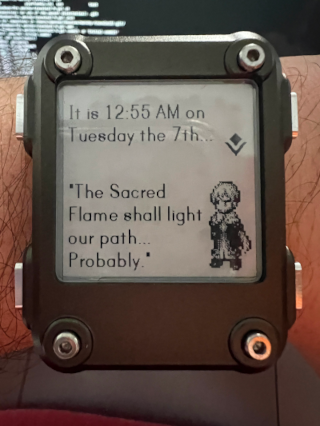 It is 12:55 AM on
Tuesday the 7th...
"The Sacred
Flame shall light
our path...
Probably."